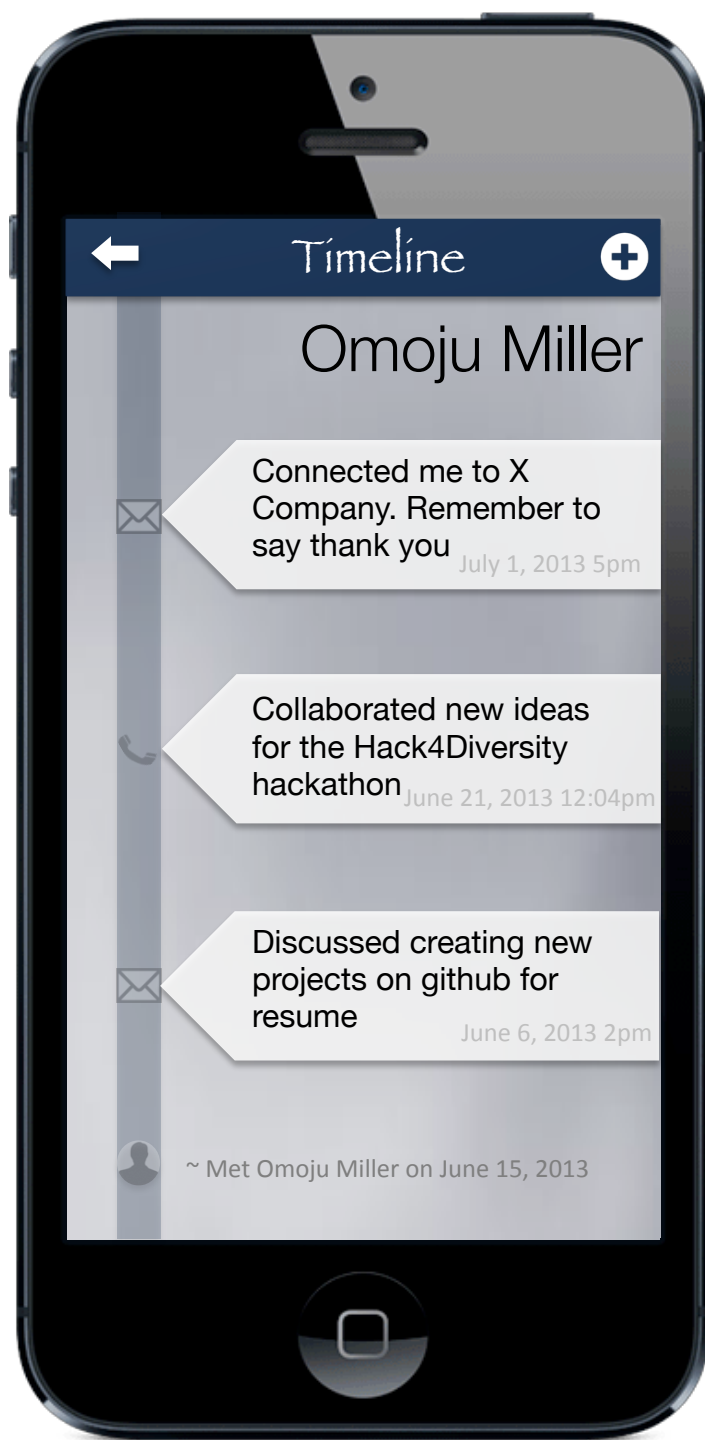 Timeline
Omoju Miller
Connected me to X
Company. Remember to
say thank you
July 1, 2013 5pm
Collaborated new ideas
for the Hack4Diversity
hackathon
June 21, 2013 12:04pm
Discussed creating new
projects on github for
resume
June 6, 2013 2pm
~ Met Omoju Miller on June 15, 2013